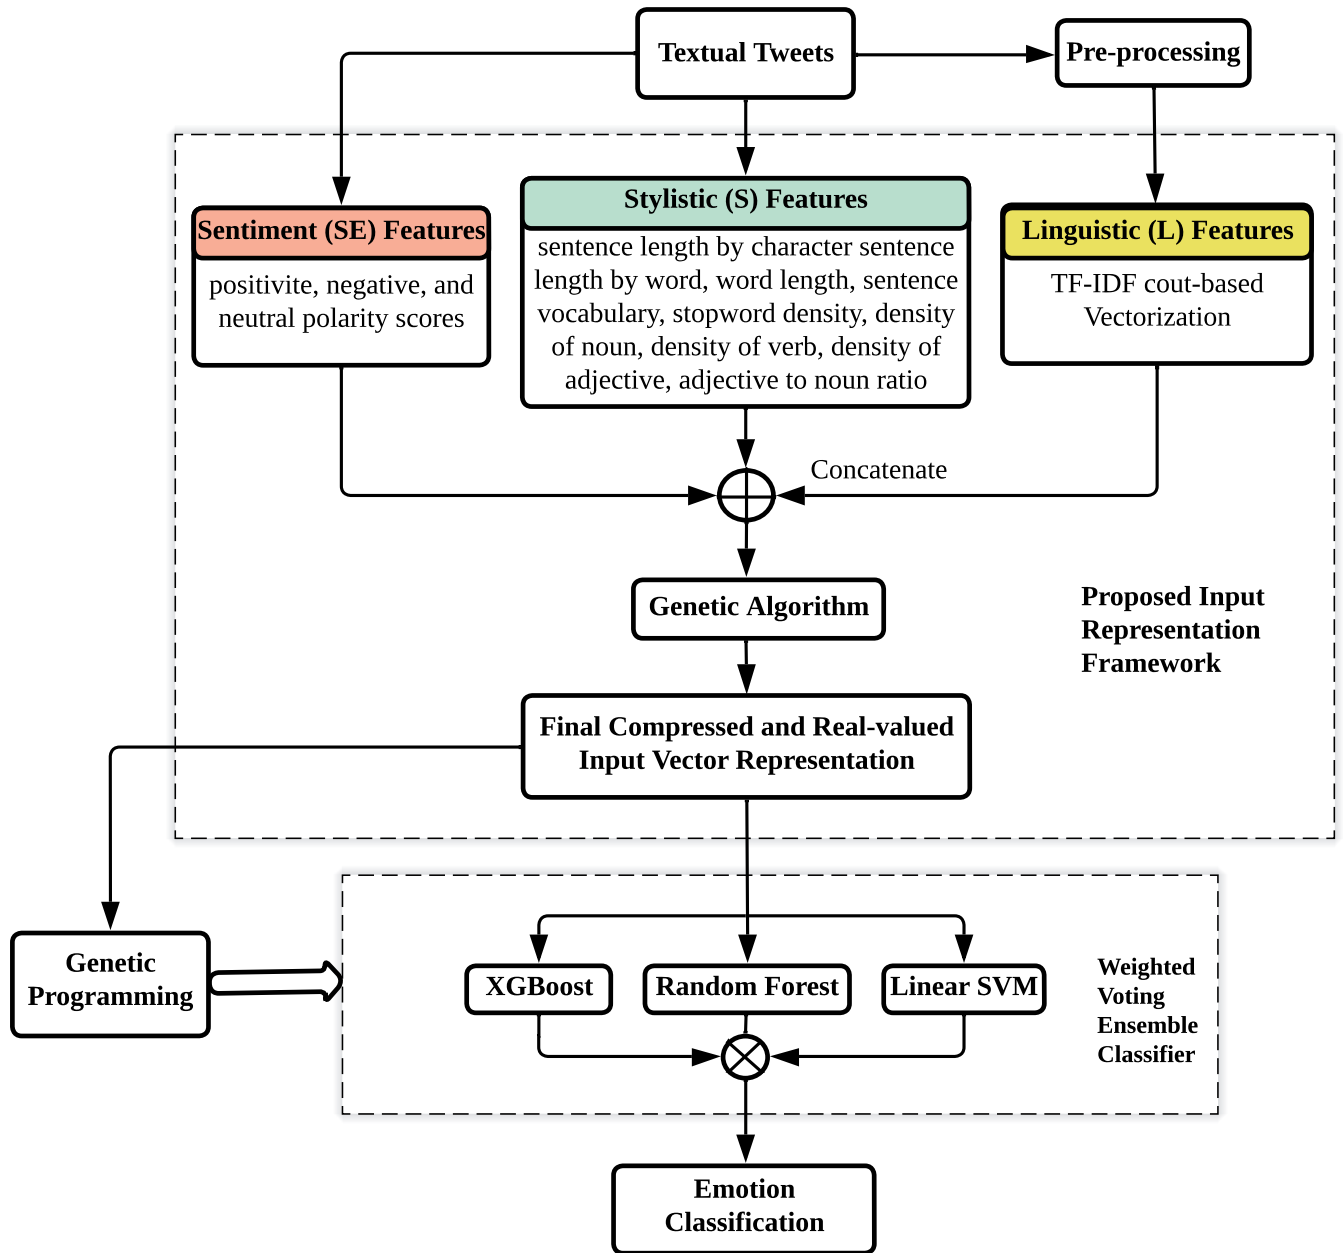 Textual Tweets
Pre-processing
Sentiment (SE) Features
positivite, negative, and
neutral polarity scores
Stylistic (S) Features
sentence length by character sentence
length by word, word length, sentence
vocabulary, stopword density, density
of noun, density of verb, density of
adjective, adjective to noun ratio
Linguistic (L) Features
TF-IDF cout-based
Vectorization
Concatenate
Genetic Algorithm
Proposed Input
Representation
Framework
Final Compressed and Real-valued
Input Vector Representation
Genetic
Programming
XGBoost
Random Forest
Linear SVM
Weighted
Voting
Ensemble
Classifier
Emotion
Classification